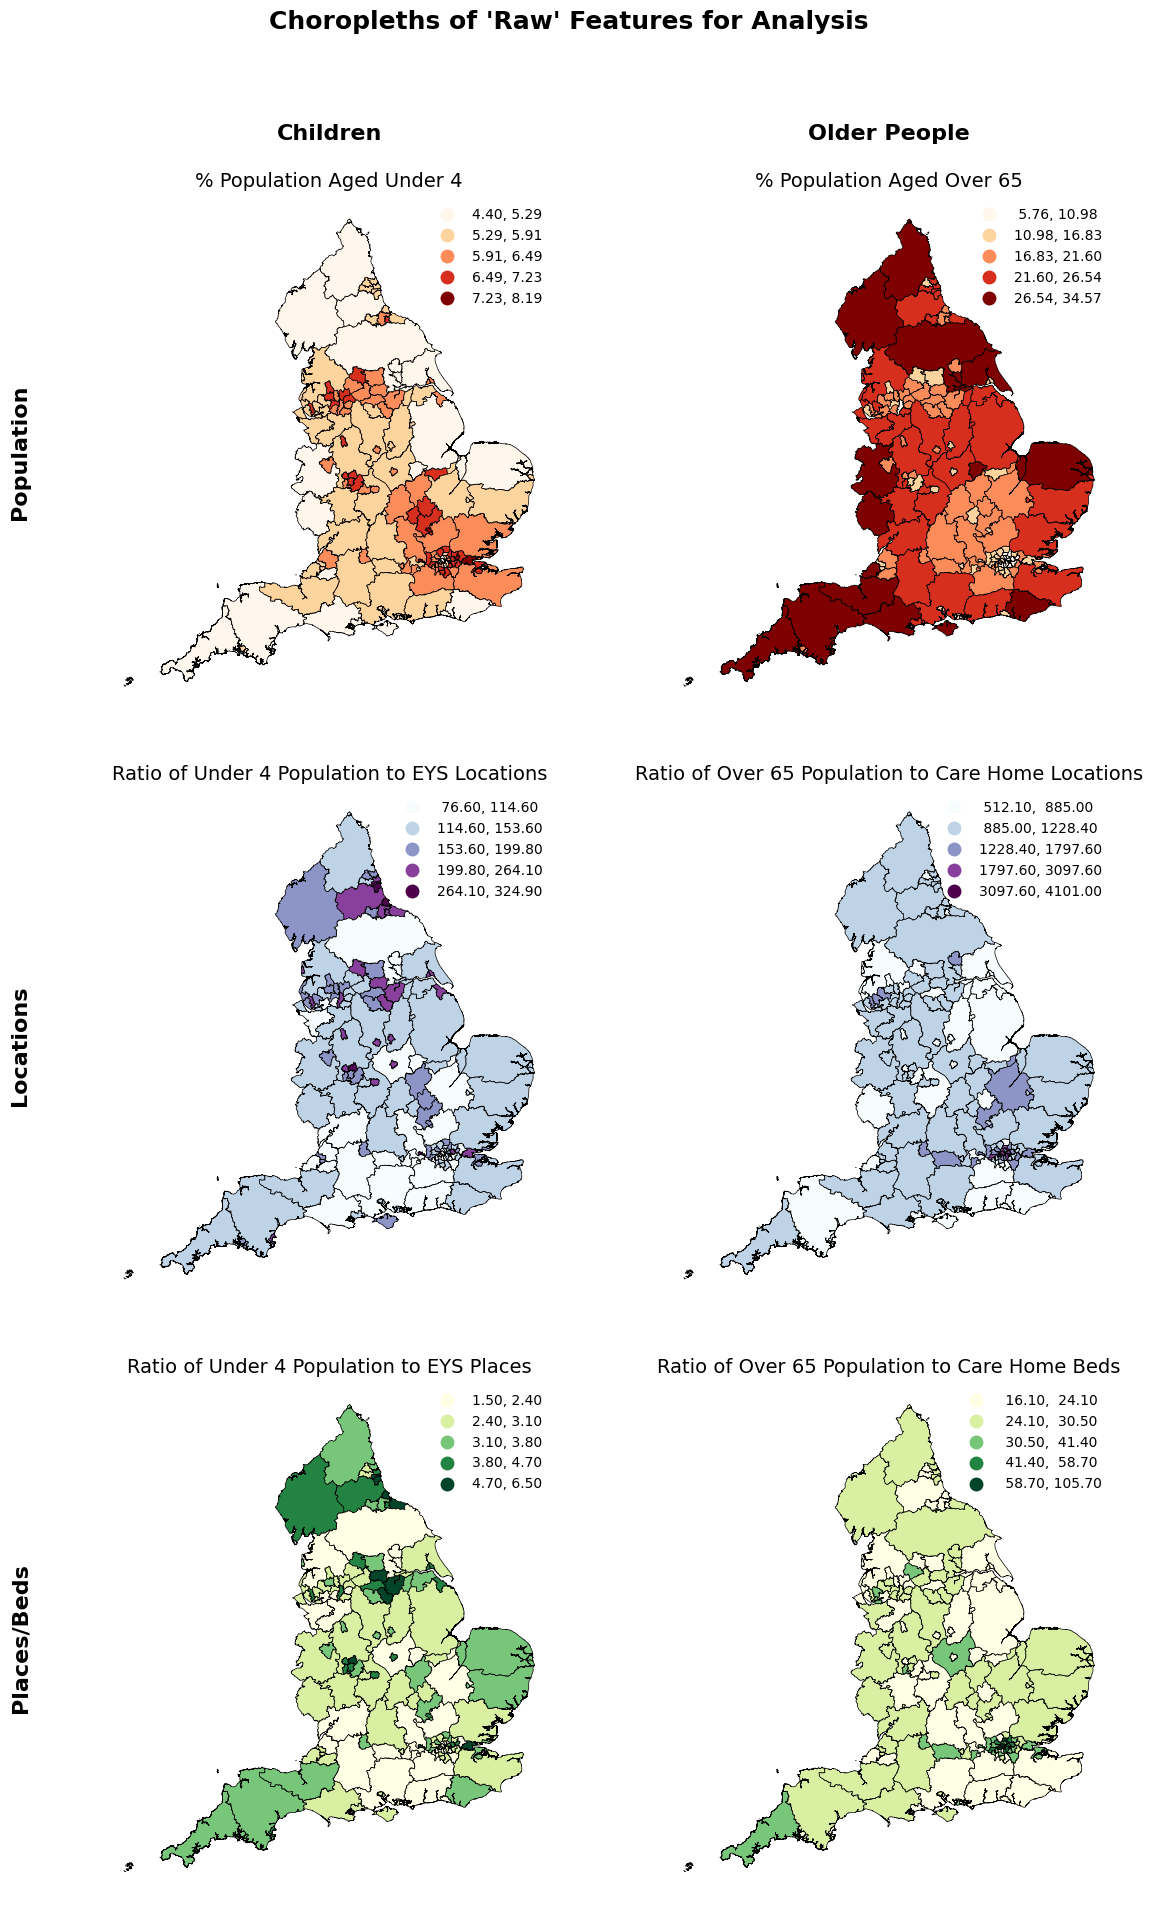 Choropleths of 'Raw' Features for Analysis
Children
Older People
Population
% Population Aged Under 4
4.40, 5.29
5.29, 5.91
5.91, 6.49
6.49, 7.23
7.23, 8.19
% Population Aged Over 65
5.76, 10.98
10.98, 16.83
16.83, 21.60
21.60, 26.54
26.54, 34.57
Locations
Ratio of Under 4 Population to EYS Locations
76.60, 114.60
114.60, 153.60
153.60, 199.80
199.80, 264.10
264.10, 324.90
Ratio of Over 65 Population to Care Home Locations
512.10, 885.00
885.00, 1228.40
1228.40, 1797.60
1797.60, 3097.60
3097.60, 4101.00
Places/Beds
Ratio of Under 4 Population to EYS Places
1.50, 2.40
2.40, 3.10
3.10, 3.80
3.80, 4.70
4.70, 6.50
Ratio of Over 65 Population to Care Home Beds
16.10, 24.10
24.10, 30.50
30.50, 41.40
41.40, 58.70
58.70, 105.70